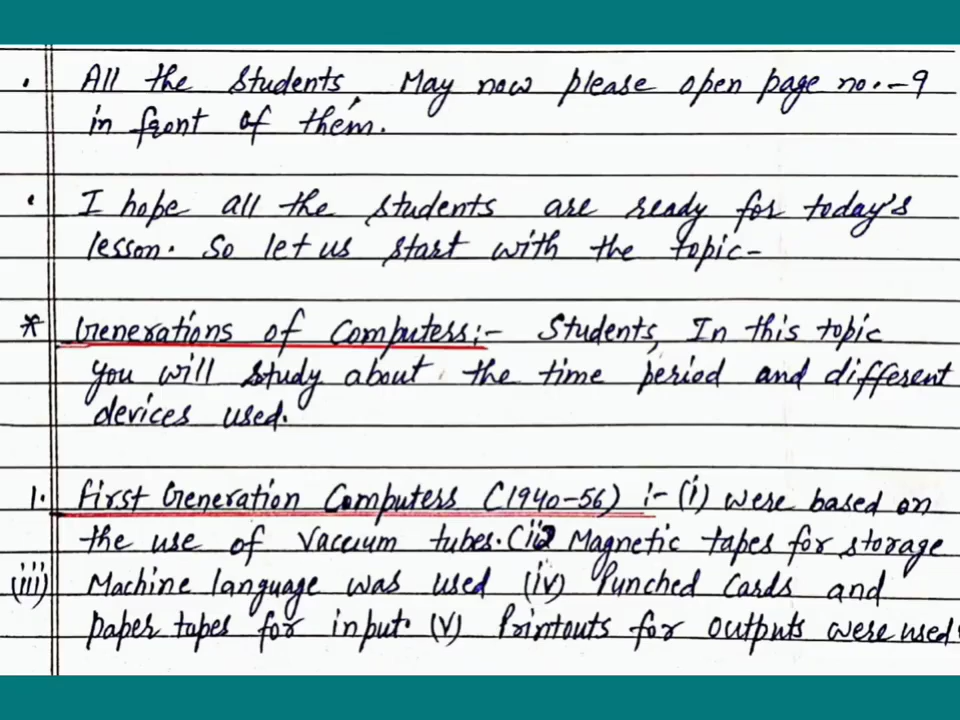 . All the students, May now please open page no.-9
in front of them.
. I hope all the students are ready for today's
lesson. So let us start with the topic-
* Generations of Computers:- Students, In this topic
you will study about the time period and different
devices used.
1. First Generation Computers (1940-56) :- (i) were based on
the use of Vaccum tubes. (ii) Magnetic tapes for storage
(iii) Machine language was used (iv) Punched Cards and
paper tapes for input. (v) Printouts for outputs were used.